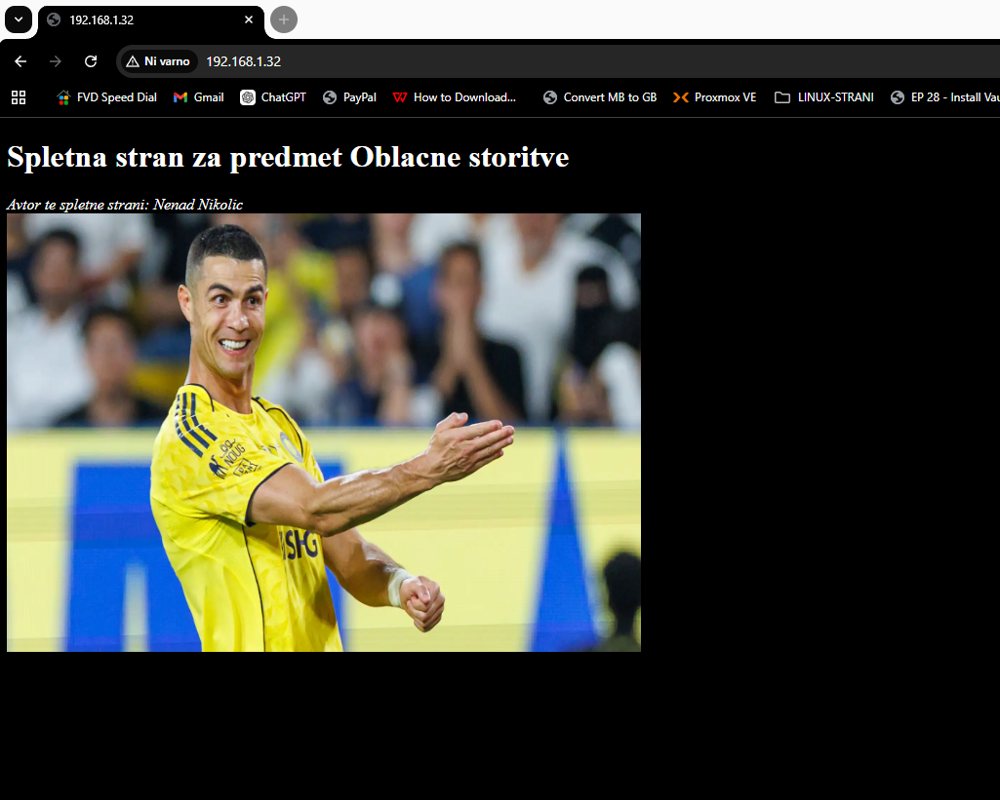 192.168.1.32
Ni varno 192.168.1.32
FVD Speed Dial Gmail ChatGPT PayPal How to Download... Convert MB to GB Proxmox VE LINUX-STRANI EP 28 - Install Vau
Spletna stran za predmet Oblacne storitve
Avtor te spletne strani: Nenad Nikolic